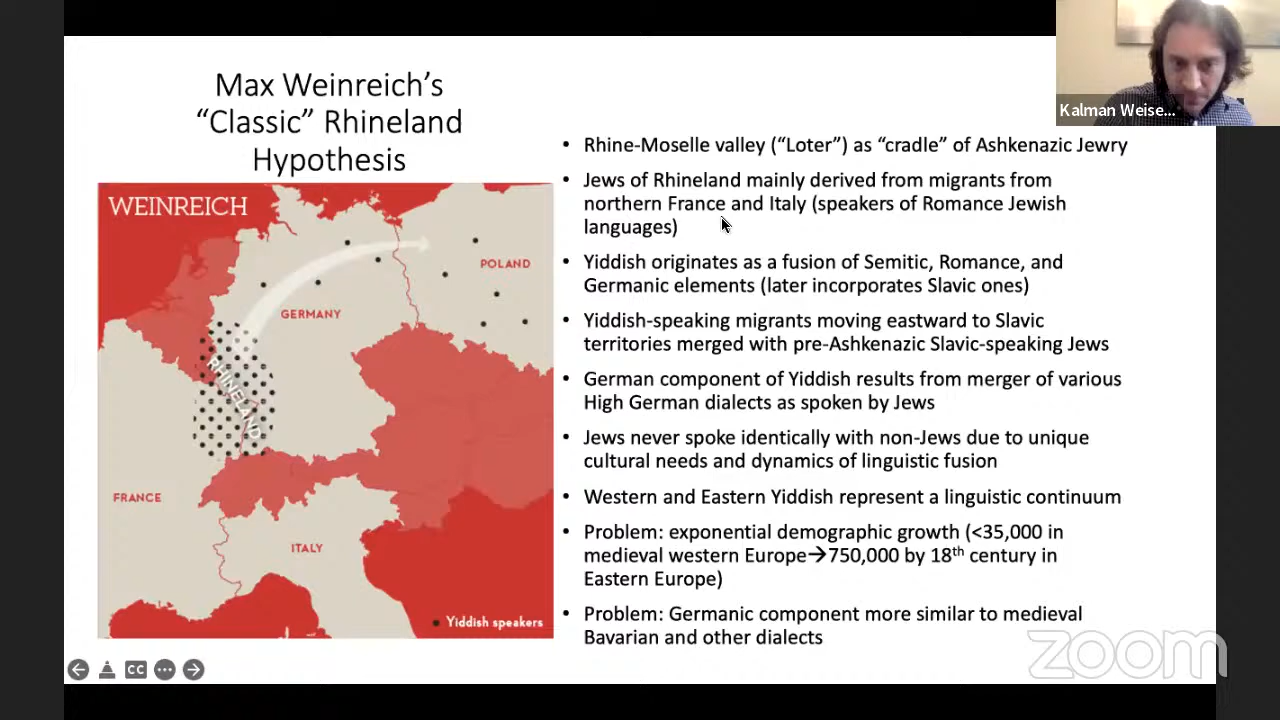 Max Weinreich’s
“Classic” Rhineland
Hypothesis
WEINREICH
POLAND
GERMANY
RHINELAND
FRANCE
ITALY
Yiddish speakers
• Rhine-Moselle valley (“Loter”) as “cradle” of Ashkenazic Jewry
• Jews of Rhineland mainly derived from migrants from
northern France and Italy (speakers of Romance Jewish
languages)
• Yiddish originates as a fusion of Semitic, Romance, and
Germanic elements (later incorporates Slavic ones)
• Yiddish-speaking migrants moving eastward to Slavic
territories merged with pre-Ashkenazic Slavic-speaking Jews
• German component of Yiddish results from merger of various
High German dialects as spoken by Jews
• Jews never spoke identically with non-Jews due to unique
cultural needs and dynamics of linguistic fusion
• Western and Eastern Yiddish represent a linguistic continuum
• Problem: exponential demographic growth (<35,000 in
medieval western Europe→750,000 by 18th century in
Eastern Europe)
• Problem: Germanic component more similar to medieval
Bavarian and other dialects
Kalman Weise...
CC
zoom